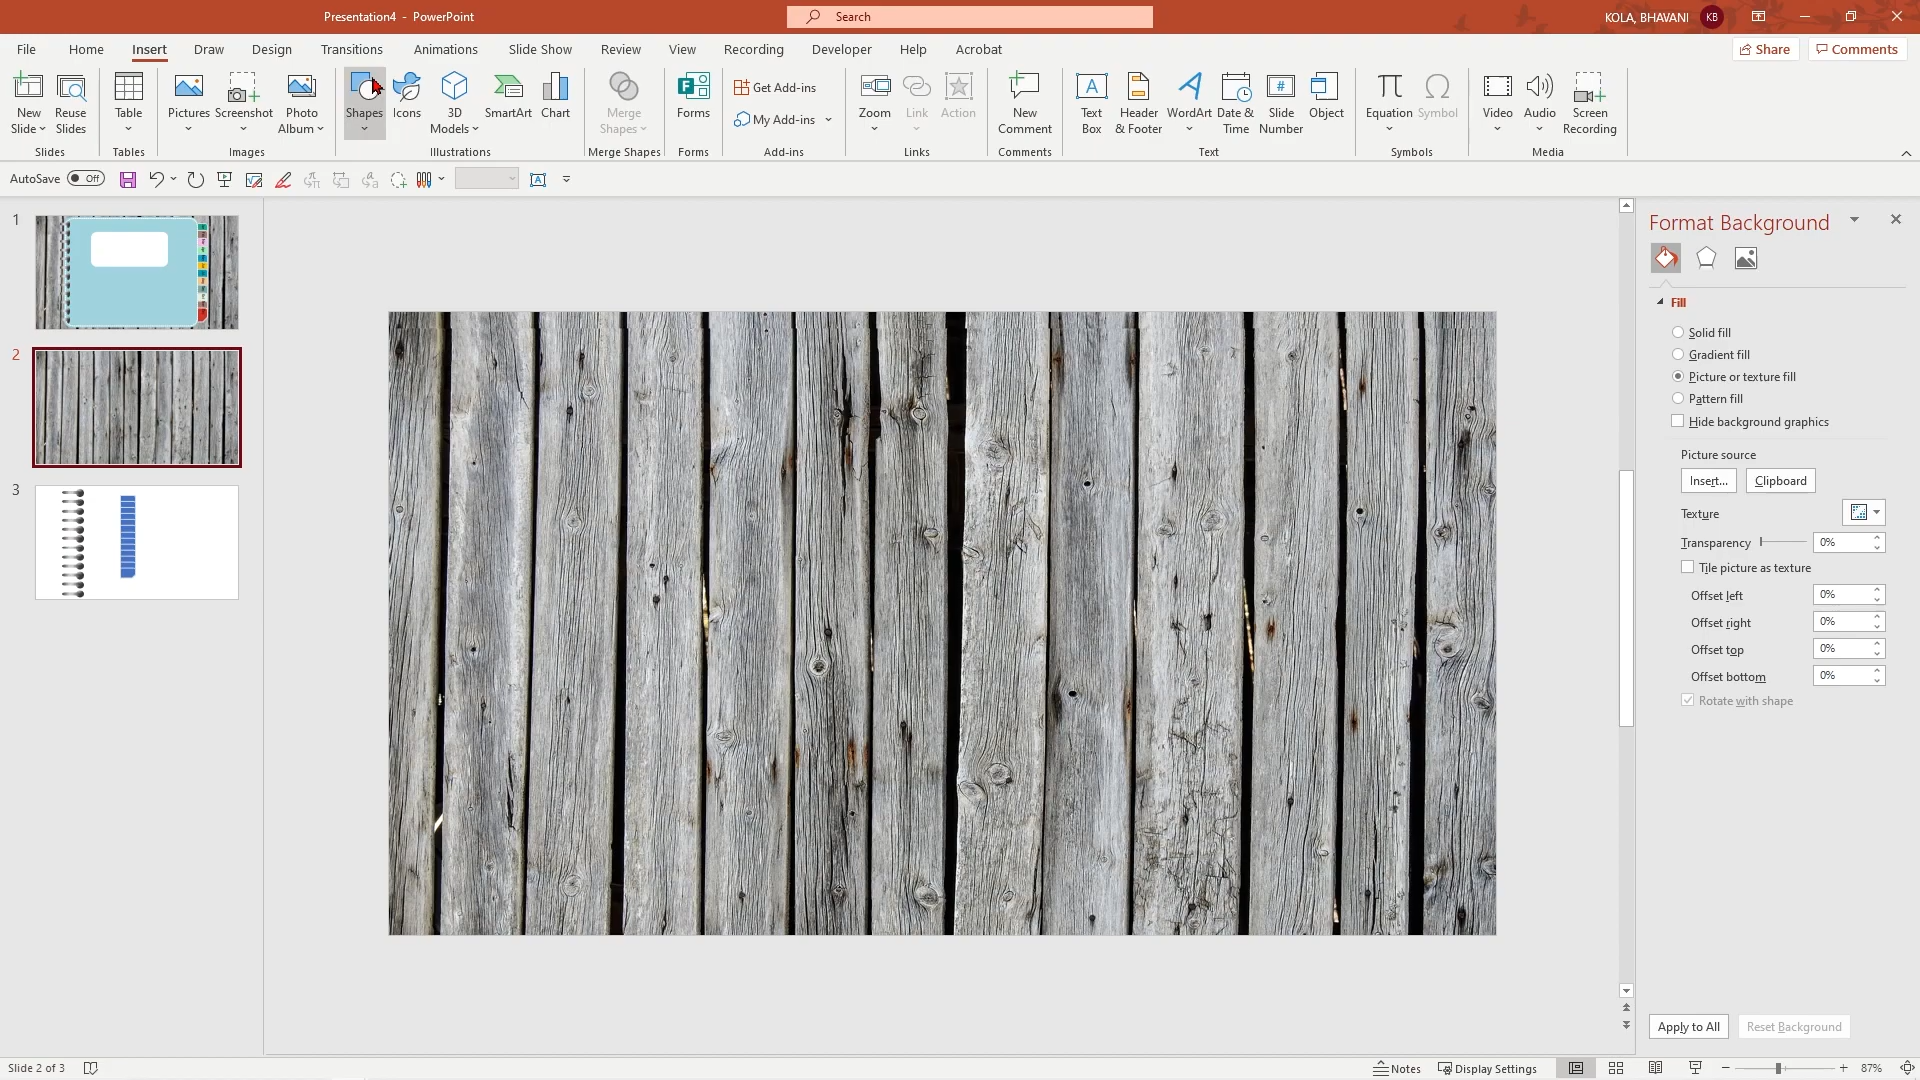 Presentation4 - PowerPoint
Search
KOLA, BHAVANI KB
File Home Insert Draw Design Transitions Animations Slide Show Review View Recording Developer Help Acrobat
Share Comments
New Slide
Reuse Slides
Table
Pictures
Screenshot
Photo Album
Shapes
Icons
3D Models
SmartArt
Chart
Merge Shapes
Forms
Get Add-ins
My Add-ins
Zoom
Link
Action
New Comment
Text Box
Header & Footer
WordArt
Date & Time
Slide Number
Object
Equation
Symbol
Video
Audio
Screen Recording
Slides Tables Images Illustrations Merge Shapes Forms Add-ins Links Comments Text Symbols Media
AutoSave Off
1
2
3
Format Background
Fill
Solid fill
Gradient fill
Picture or texture fill
Pattern fill
Hide background graphics
Picture source
Insert... Clipboard
Texture
Transparency 0%
Tile picture as texture
Offset left 0%
Offset right 0%
Offset top 0%
Offset bottom 0%
Rotate with shape
Apply to All Reset Background
Slide 2 of 3 Notes Display Settings 87%